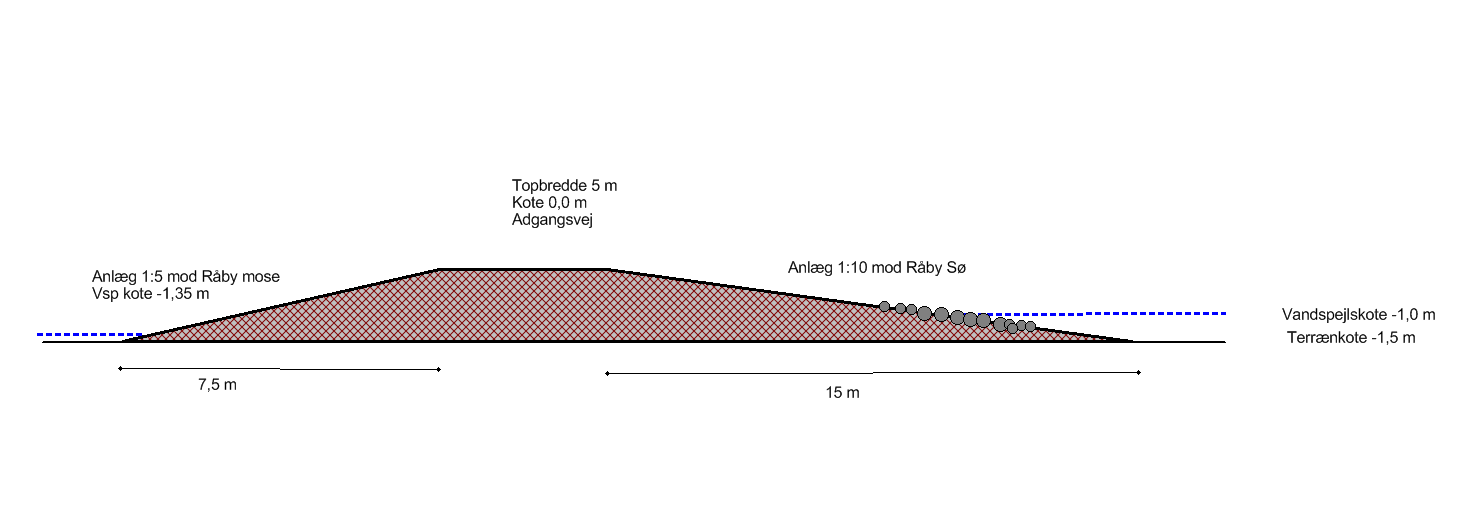 Topbredde 5 m
Kote 0,0 m
Adgangsvej
Anlæg 1:5 mod Råby mose
Vsp kote -1,35 m
Anlæg 1:10 mod Råby Sø
Vandspejlskote -1,0 m
Terrænkote -1,5 m
7,5 m
15 m